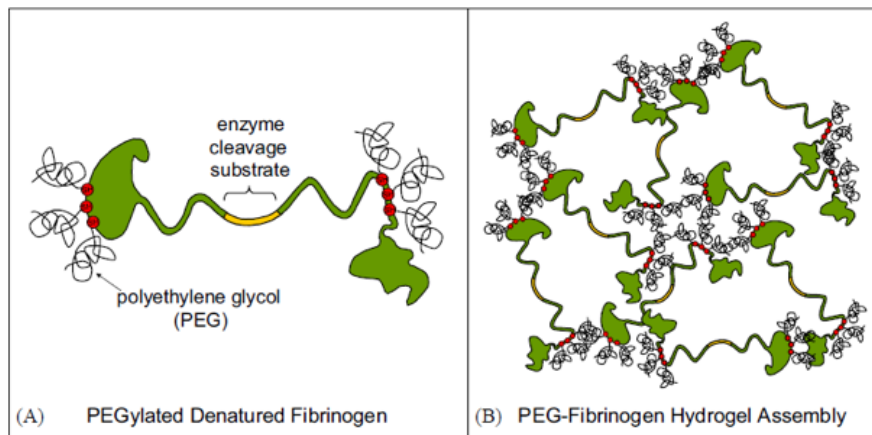 enzyme
cleavage
substrate
polyethylene glycol
(PEG)
(A) PEGylated Denatured Fibrinogen
(B) PEG-Fibrinogen Hydrogel Assembly